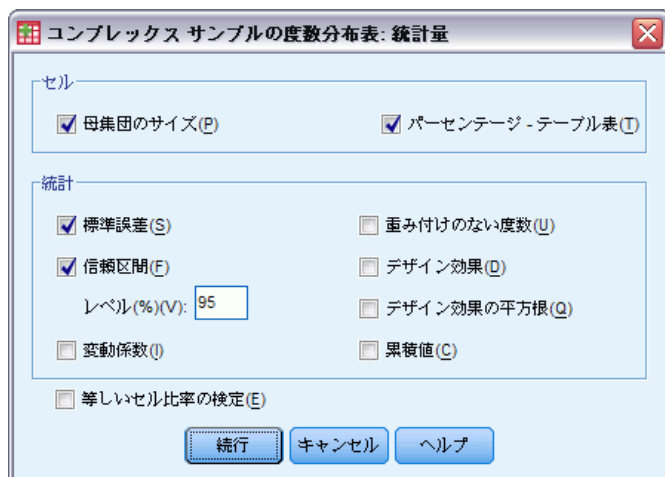 コンプレックス サンプルの度数分布表: 統計量
セル
母集団のサイズ(P)
パーセンテージ - テーブル表(T)
統計
標準誤差(S)
重み付けのない度数(U)
信頼区間(F)
デザイン効果(D)
レベル(%)(V): 95
デザイン効果の平方根(Q)
変動係数(I)
累積値(C)
等しいセル比率の検定(E)
続行 キャンセル ヘルプ